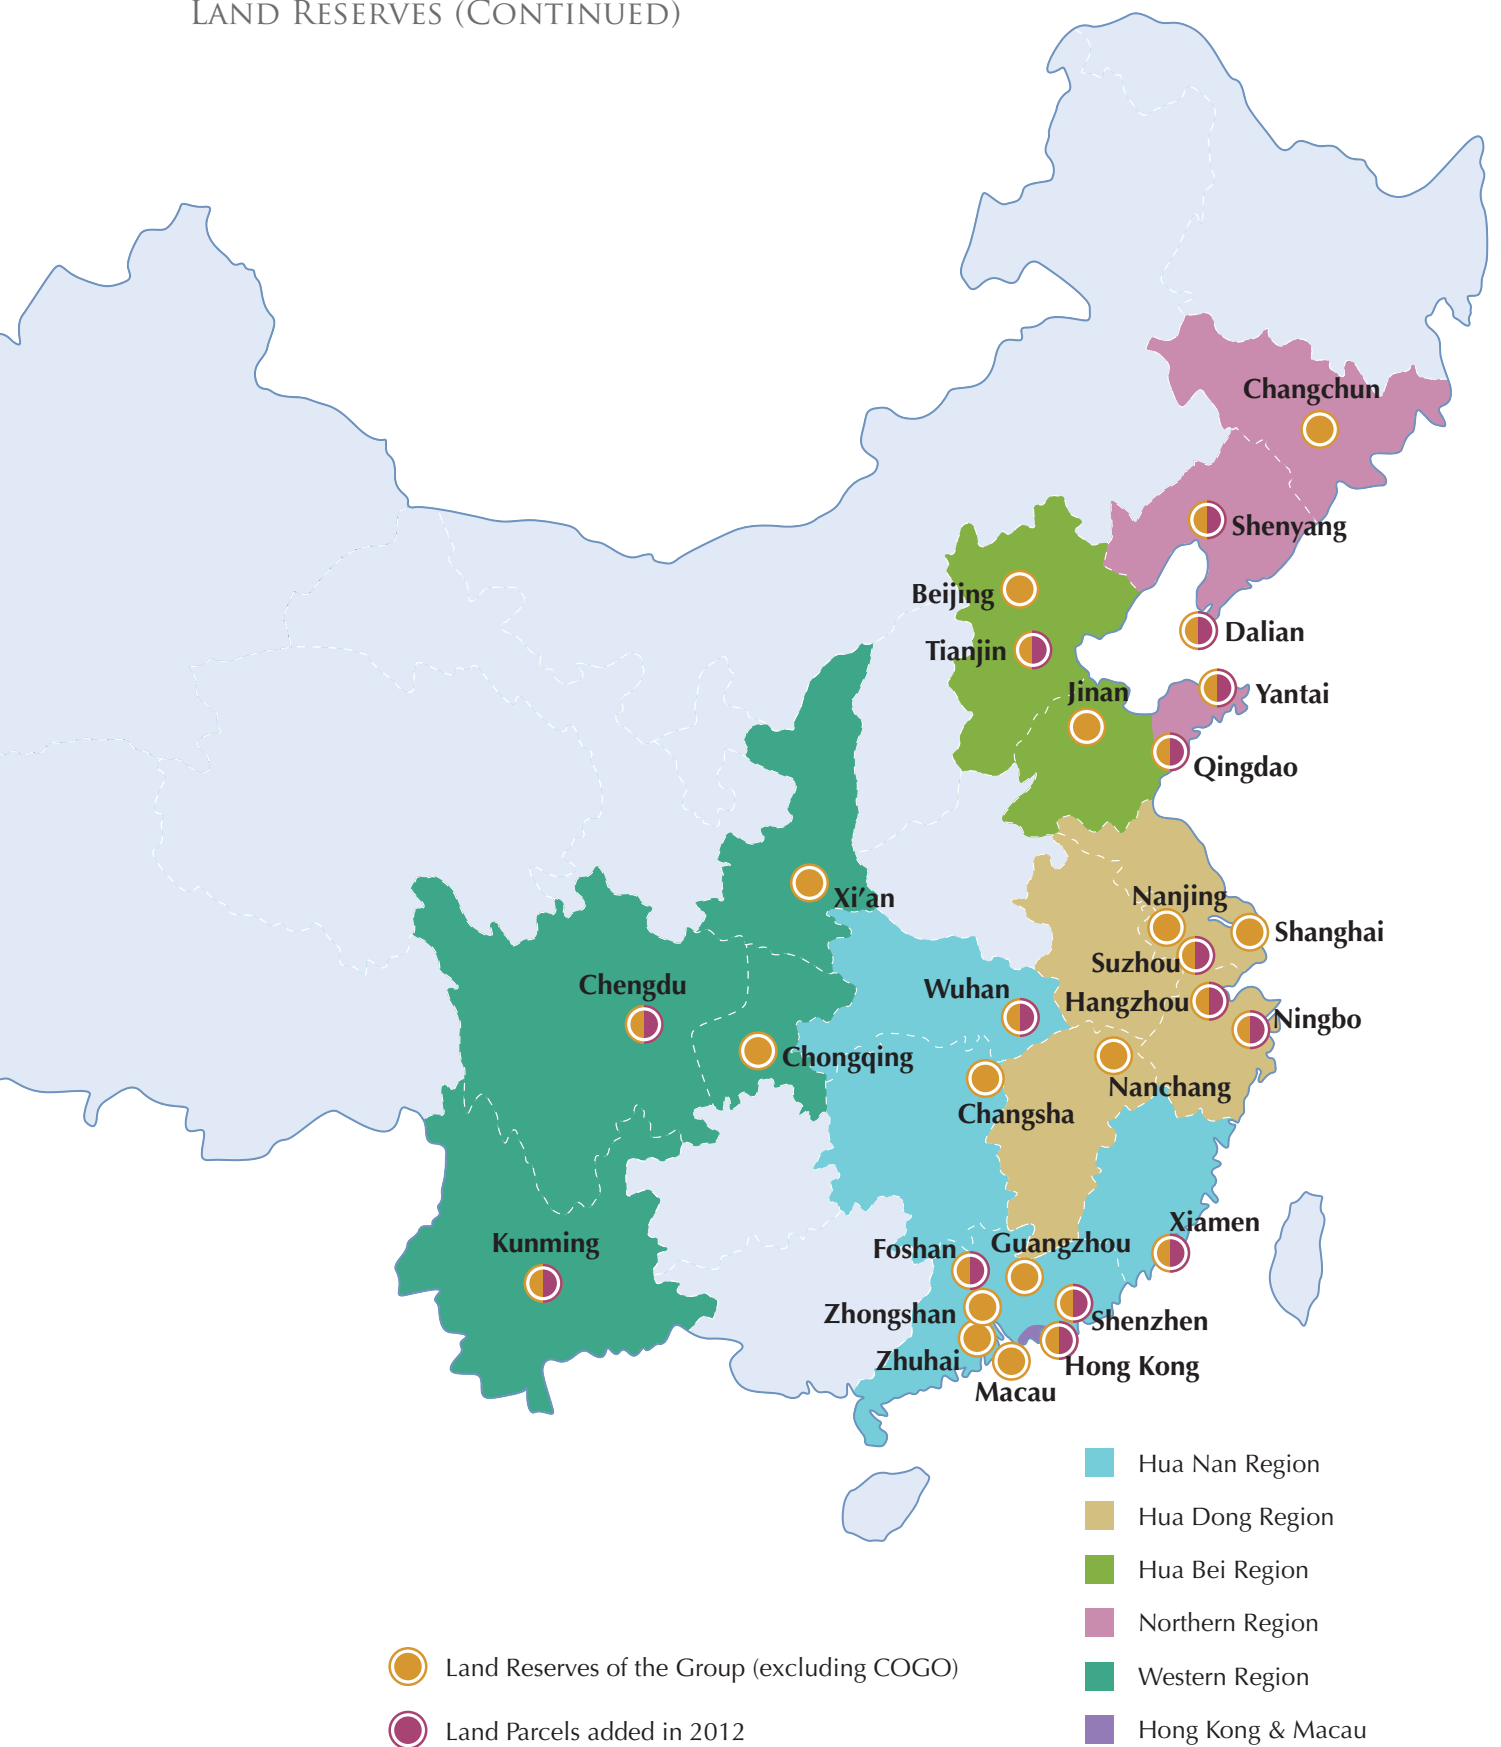 LAND RESERVES (CONTINUED)
Changchun
Shenyang
Beijing
Dalian
Tianjin
Jinan
Yantai
Qingdao
Xi’an
Nanjing
Shanghai
Suzhou
Chengdu
Wuhan
Hangzhou
Ningbo
Chongqing
Nanchang
Changsha
Xiamen
Kunming
Foshan
Guangzhou
Zhongshan
Shenzhen
Zhuhai
Hong Kong
Macau
Hua Nan Region
Hua Dong Region
Hua Bei Region
Northern Region
Land Reserves of the Group (excluding COGO)
Western Region
Land Parcels added in 2012
Hong Kong & Macau